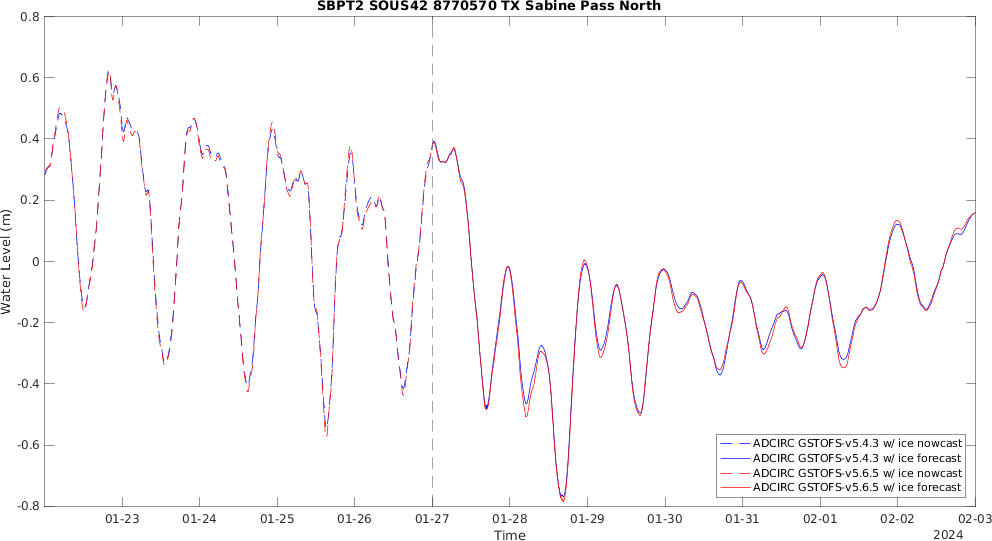 SBPT2 SOUS42 8770570 TX Sabine Pass North
Water Level (m)
0.8
0.6
0.4
0.2
0
-0.2
-0.4
-0.6
-0.8
01-23 01-24 01-25 01-26 01-27 01-28 01-29 01-30 01-31 02-01 02-02 02-03
Time
2024
ADCIRC GSTOFS-v5.4.3 w/ ice nowcast
ADCIRC GSTOFS-v5.4.3 w/ ice forecast
ADCIRC GSTOFS-v5.6.5 w/ ice nowcast
ADCIRC GSTOFS-v5.6.5 w/ ice forecast